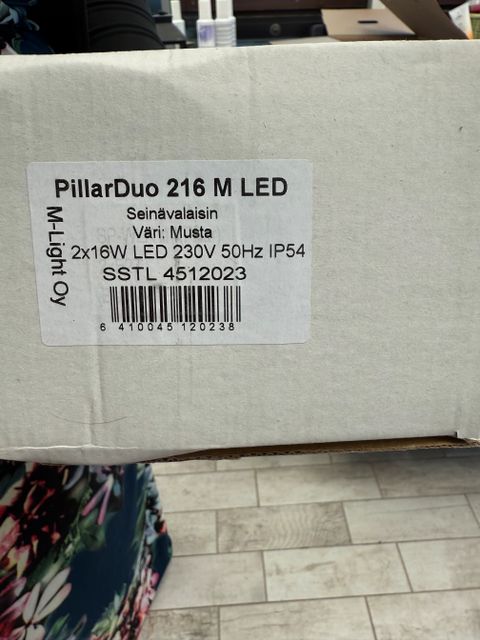 PillarDuo 216 M LED
Seinävalaisin
Väri: Musta
2x16W LED 230V 50Hz IP54
SSTL 4512023
6 410045 120238
M-Light Oy